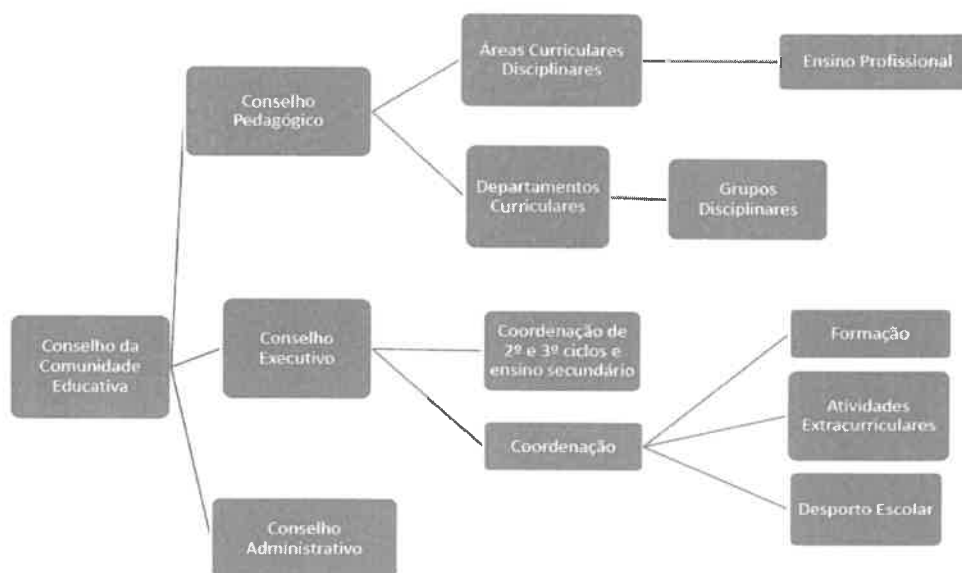 Áreas Curriculares
Disciplinares
Ensino Profissional
Conselho
Pedagógico
Departamentos
Curriculares
Grupos
Disciplinares
Conselho da
Comunidade
Educativa
Conselho
Executivo
Coordenação de
2º e 3º ciclos e
ensino secundário
Formação
Atividades
Extracurriculares
Coordenação
Desporto Escolar
Conselho
Administrativo